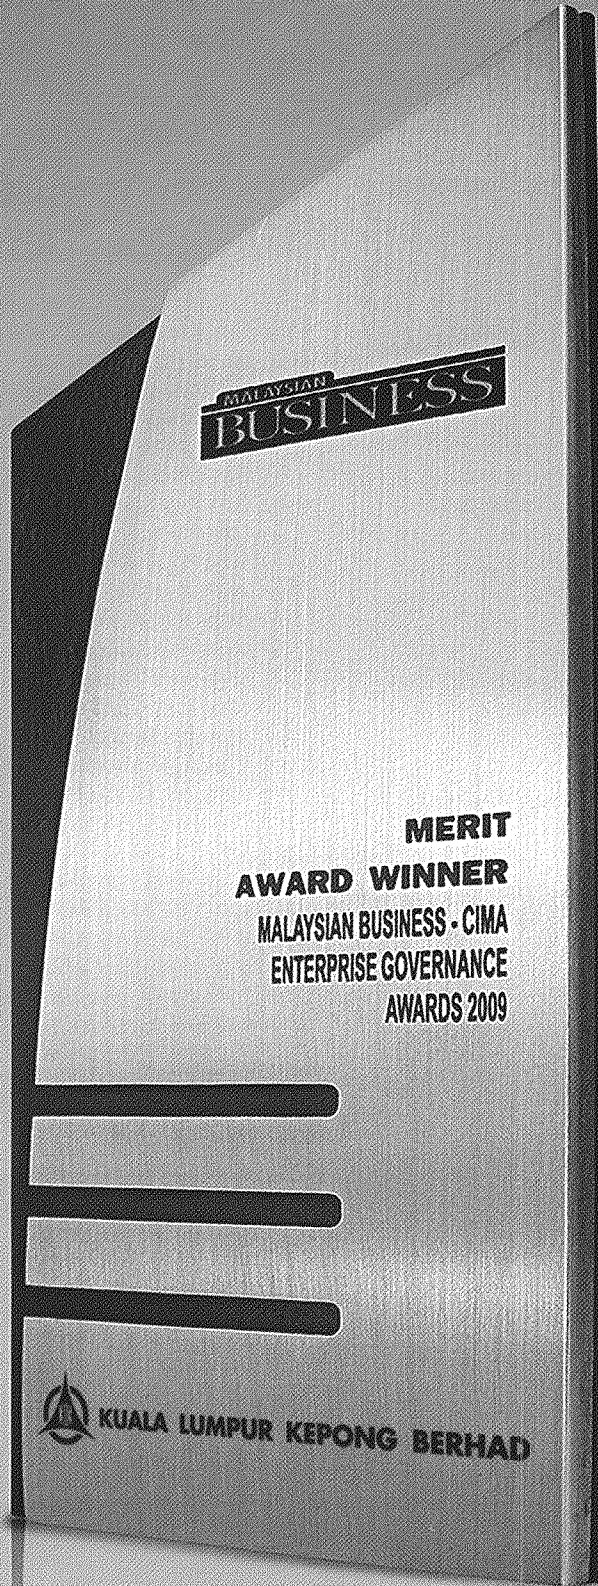 MALAYSIAN
BUSINESS
MERIT
AWARD WINNER
MALAYSIAN BUSINESS - CIMA
ENTERPRISE GOVERNANCE
AWARDS 2009
KUALA LUMPUR KEPONG BERHAD